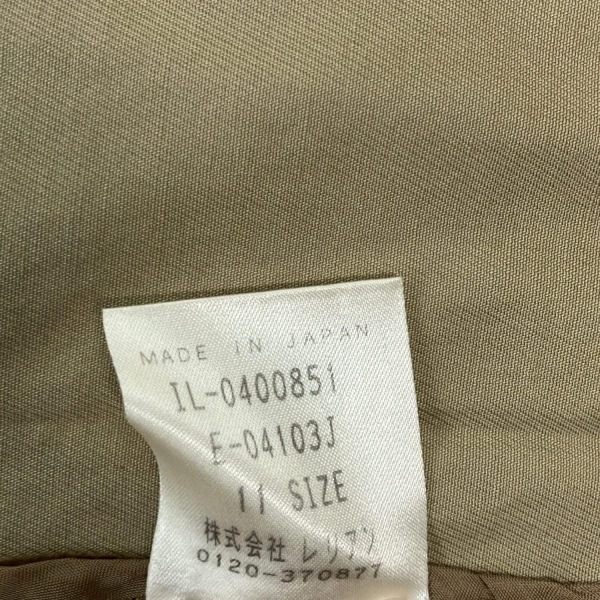 MADE IN JAPAN
IL-0400851
E-04103J
11 SIZE
株式会社 レリアン
0120-370877